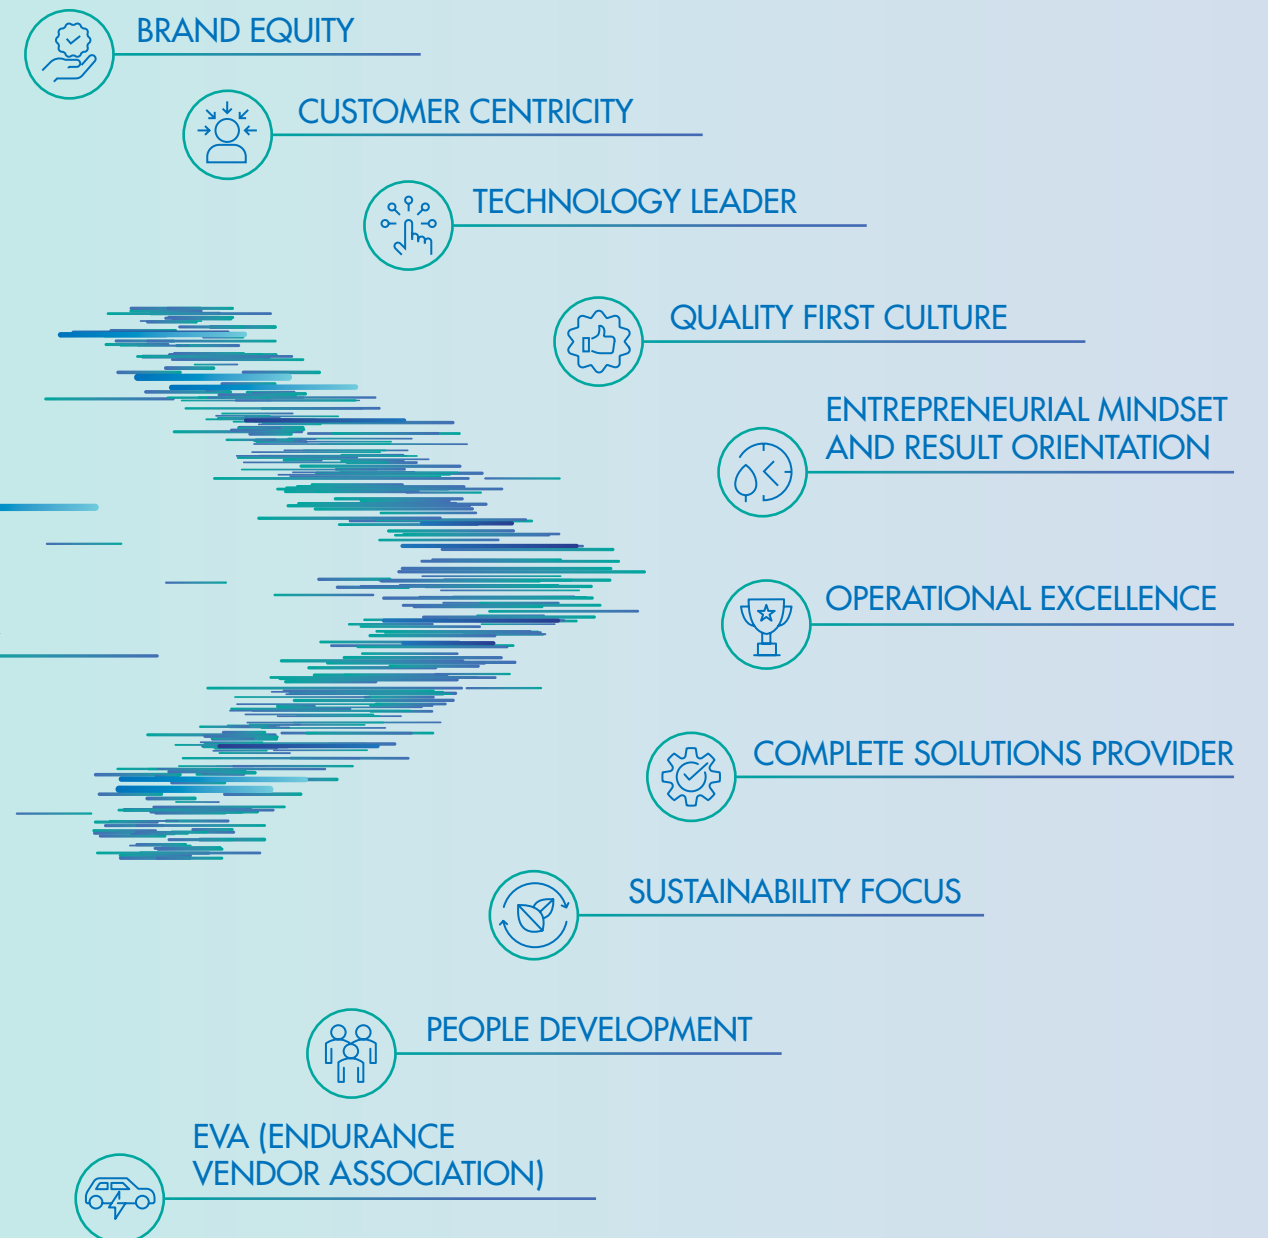 BRAND EQUITY
CUSTOMER CENTRICITY
TECHNOLOGY LEADER
QUALITY FIRST CULTURE
ENTREPRENEURIAL MINDSET
AND RESULT ORIENTATION
OPERATIONAL EXCELLENCE
COMPLETE SOLUTIONS PROVIDER
SUSTAINABILITY FOCUS
PEOPLE DEVELOPMENT
EVA (ENDURANCE
VENDOR ASSOCIATION)